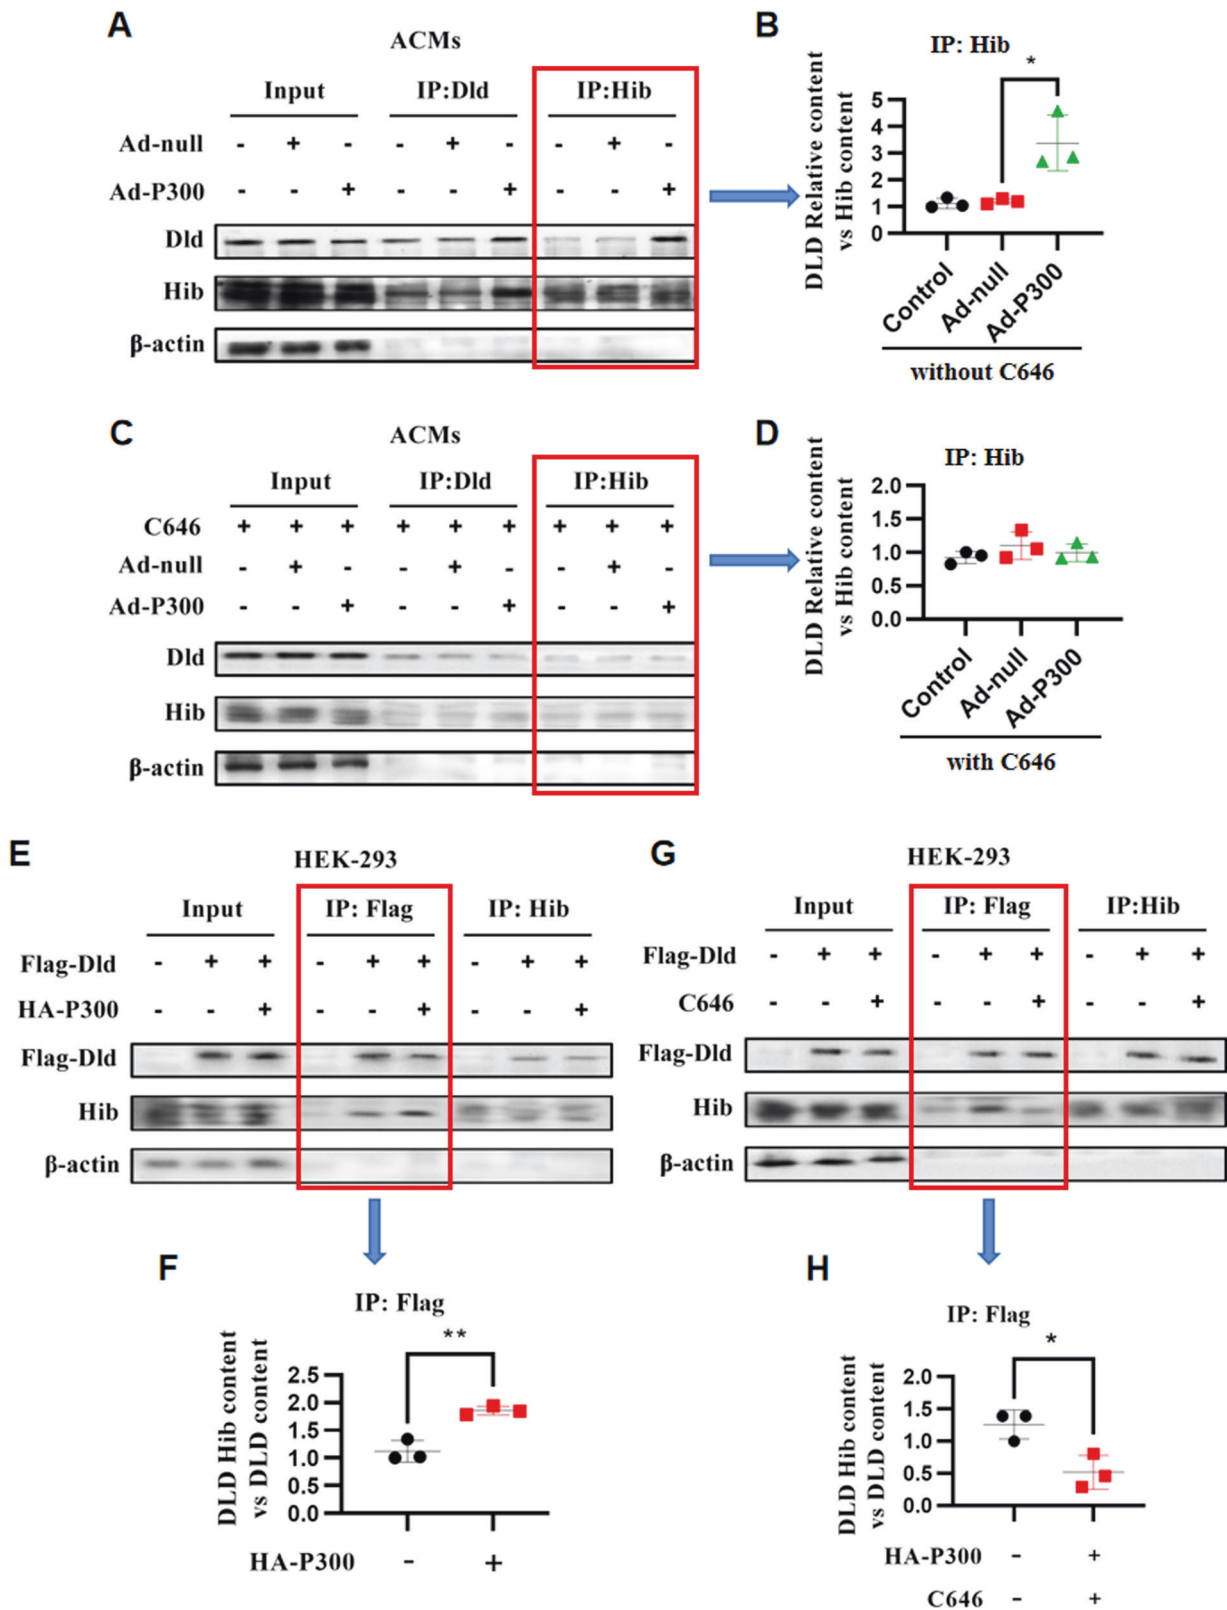 A
ACMs
Input IP:Dld IP:Hib
Ad-null - + - - + - - + -
Ad-P300 - - + - - + - - +
Dld
Hib
β-actin
B
IP: Hib
*
DLD Relative content
vs Hib content
5
4
3
2
1
0
Control
Ad-null
Ad-P300
without C646
C
ACMs
Input IP:Dld IP:Hib
C646 + + + + + + + + +
Ad-null - + - - + - - + -
Ad-P300 - - + - - + - - +
Dld
Hib
β-actin
D
IP: Hib
DLD Relative content
vs Hib content
2.0
1.5
1.0
0.5
0.0
Control
Ad-null
Ad-P300
with C646
E
HEK-293
Input IP: Flag IP: Hib
Flag-Dld - + + - + + - + +
HA-P300 - - + - - + - - +
Flag-Dld
Hib
β-actin
G
HEK-293
Input IP: Flag IP:Hib
Flag-Dld - + + - + + - + +
C646 - - + - - + - - +
Flag-Dld
Hib
β-actin
F
IP: Flag
**
DLD Hib content
vs DLD content
2.5
2.0
1.5
1.0
0.5
0.0
HA-P300 - +
H
IP: Flag
*
DLD Hib content
vs DLD content
2.0
1.5
1.0
0.5
0.0
HA-P300 - +
C646 - +